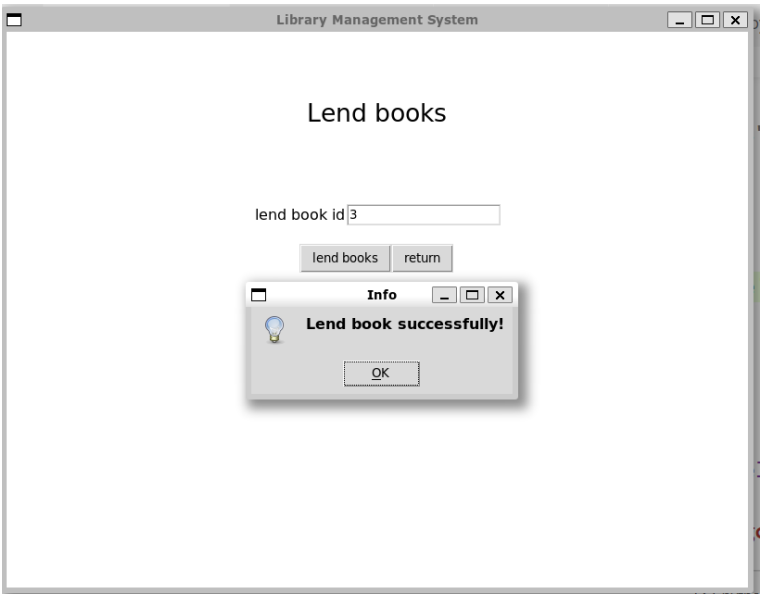 Library Management System
Lend books
lend book id 3
lend books return
Info
Lend book successfully!
OK